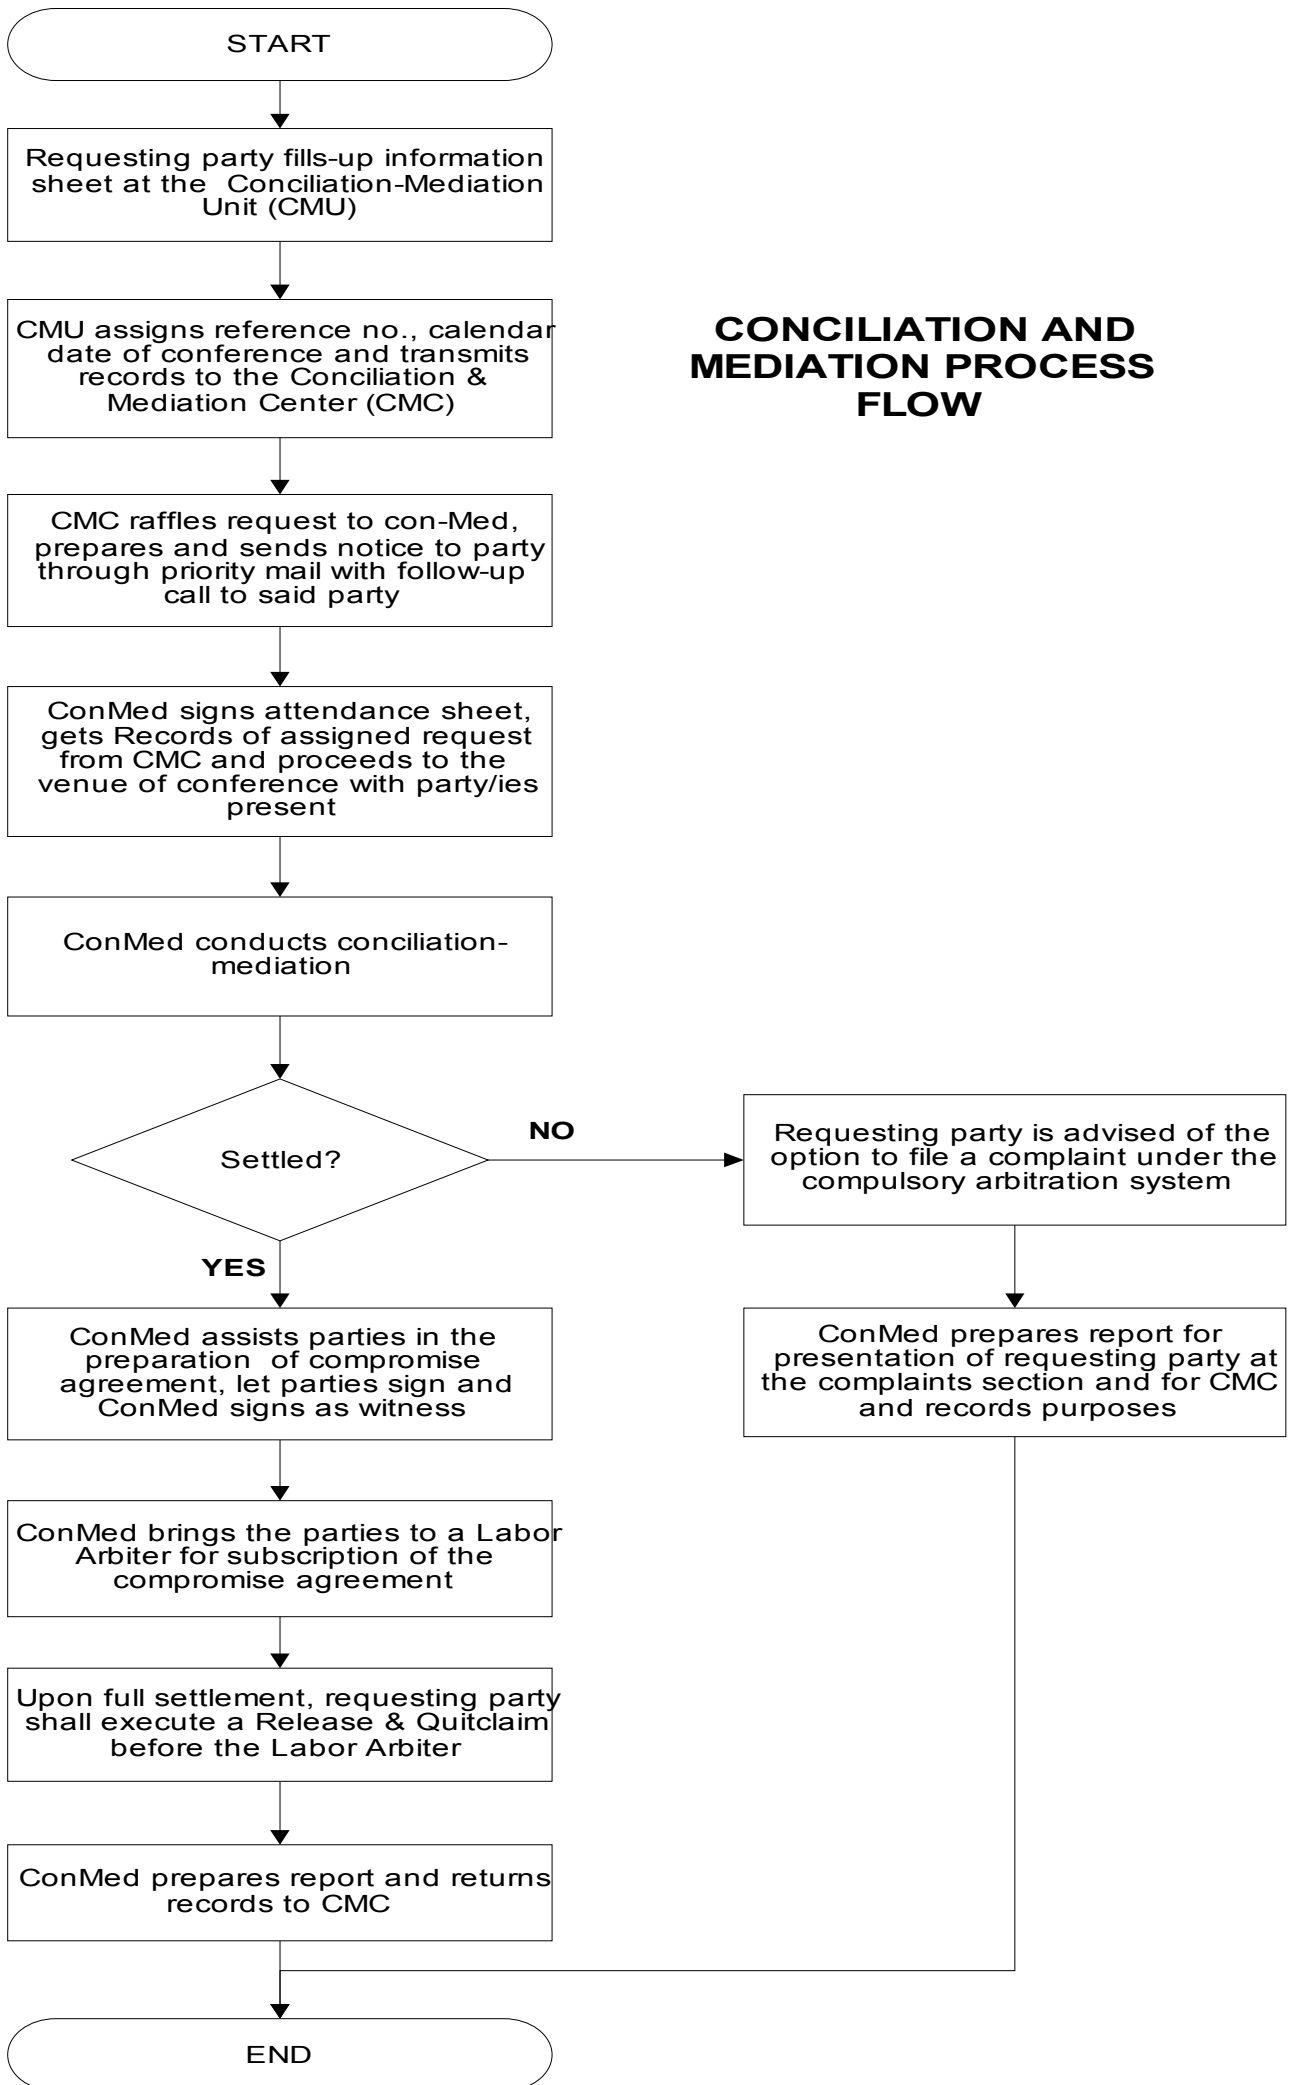 START
Requesting party fills-up information
sheet at the Conciliation-Mediation
Unit (CMU)
CMU assigns reference no., calendar
date of conference and transmits
records to the Conciliation &
Mediation Center (CMC)
CONCILIATION AND
MEDIATION PROCESS
FLOW
CMC raffles request to con-Med,
prepares and sends notice to party
through priority mail with follow-up
call to said party
ConMed signs attendance sheet,
gets Records of assigned request
from CMC and proceeds to the
venue of conference with party/ies
present
ConMed conducts conciliation-
mediation
Settled?
NO
Requesting party is advised of the
option to file a complaint under the
compulsory arbitration system
YES
ConMed assists parties in the
preparation of compromise
agreement, let parties sign and
ConMed signs as witness
ConMed prepares report for
presentation of requesting party at
the complaints section and for CMC
and records purposes
ConMed brings the parties to a Labor
Arbiter for subscription of the
compromise agreement
Upon full settlement, requesting party
shall execute a Release & Quitclaim
before the Labor Arbiter
ConMed prepares report and returns
records to CMC
END